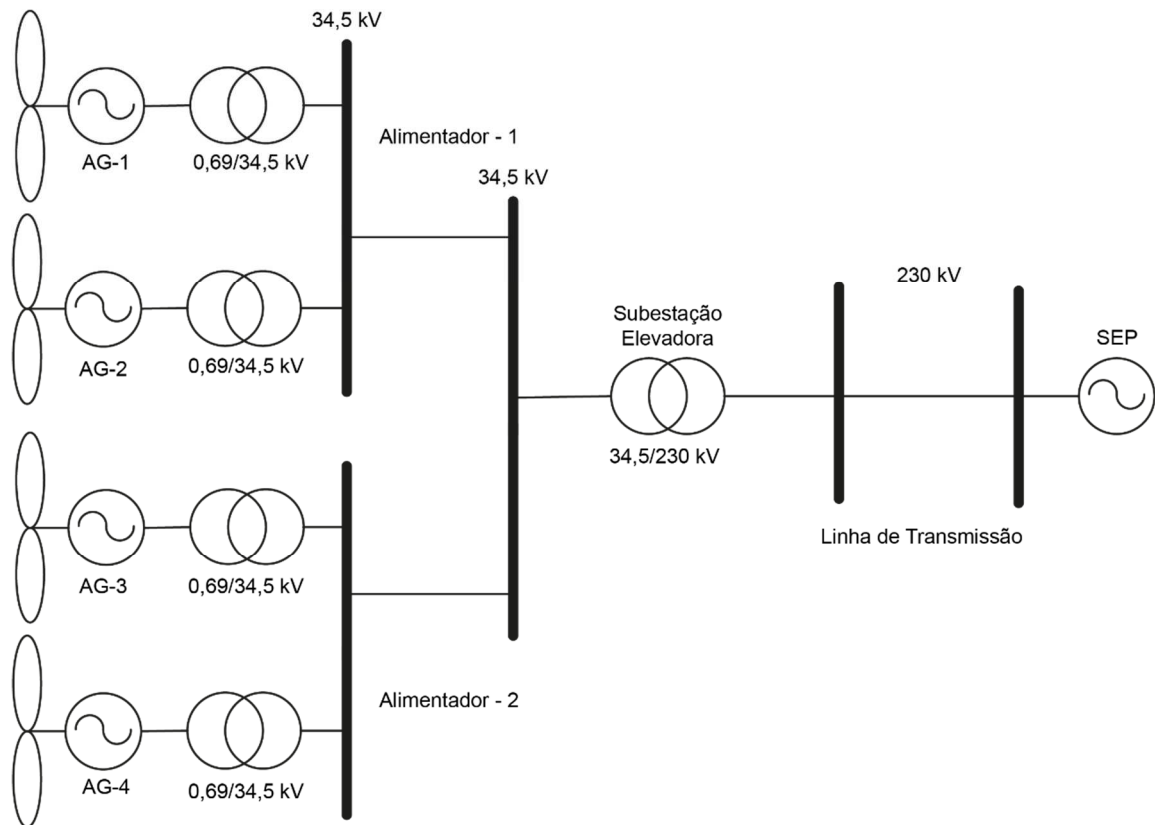 34,5 kV
AG-1
0,69/34,5 kV
Alimentador - 1
34,5 kV
AG-2
0,69/34,5 kV
230 kV
Subestação
Elevadora
SEP
34,5/230 kV
AG-3
0,69/34,5 kV
Linha de Transmissão
Alimentador - 2
AG-4
0,69/34,5 kV